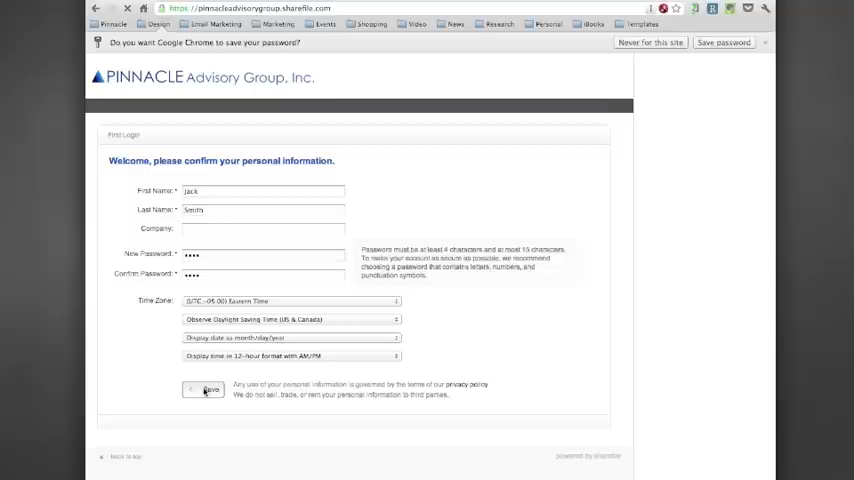 https://pinnacleadvisorygroup.sharefile.com
Pinnacle Design Email Marketing Marketing Events Shopping Video News Research Personal iBooks Templates
Do you want Google Chrome to save your password? Never for this site Save password ×
PINNACLE Advisory Group, Inc.
First Login
Welcome, please confirm your personal information.
First Name: * Jack
Last Name: * Smith
Company:
New Password: * ••••
Confirm Password: * ••••
Password must be at least 4 characters and at most 15 characters.
To make your account as secure as possible, we recommend
choosing a password that contains letters, numbers, and
punctuation symbols.
Time Zone: (UTC -05:00) Eastern Time
Observe Daylight Saving Time (US & Canada)
Display date as month/day/year
Display time in 12-hour format with AM/PM
Save Any use of your personal information is governed by the terms of our privacy policy
We do not sell, trade, or rent your personal information to third parties.
back to top powered by sharefile